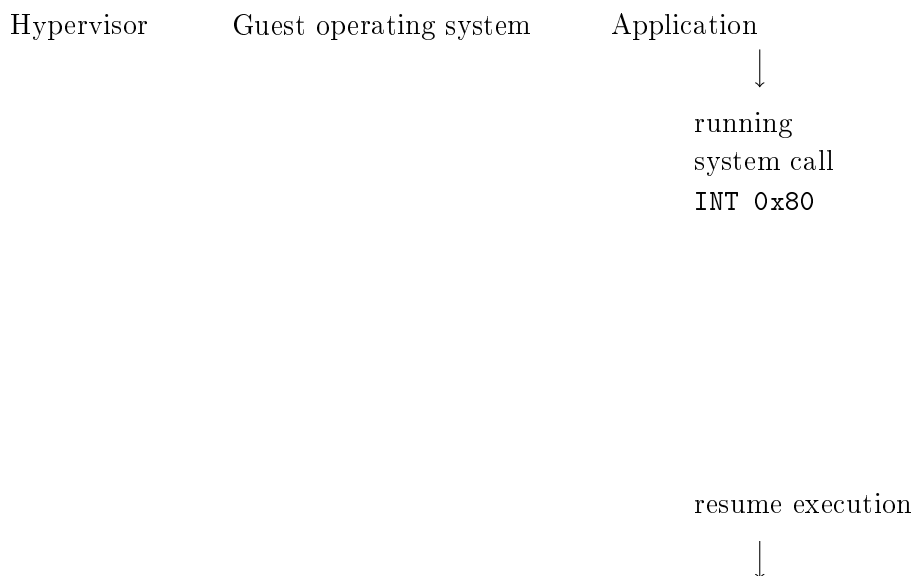 Hypervisor Guest operating system Application
running
system call
INT 0x80
resume execution